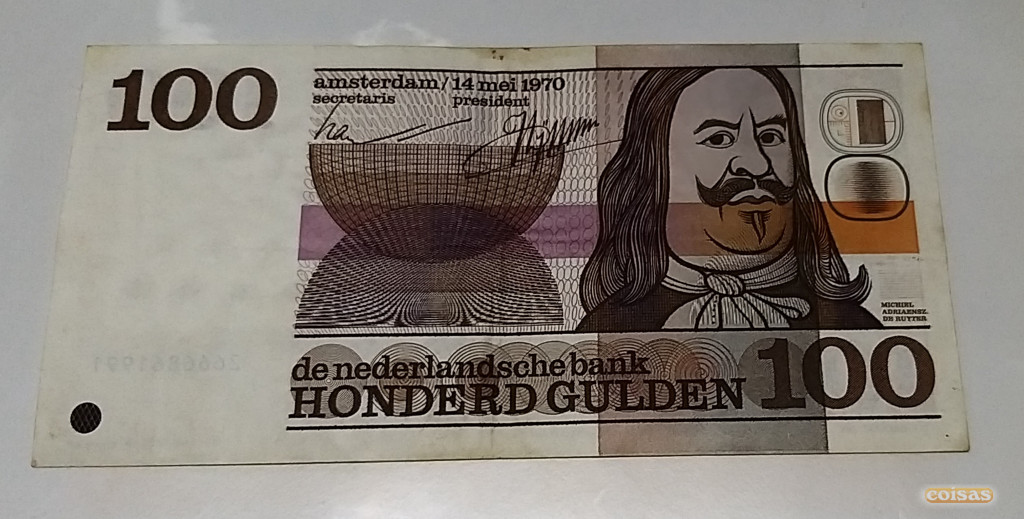 100
amsterdam/14 mei 1970
secretaris president
MICHIEL
ADRIAENSZ.
DE RUYTER
de nederlandsche bank
HONDERD GULDEN 100
coisas